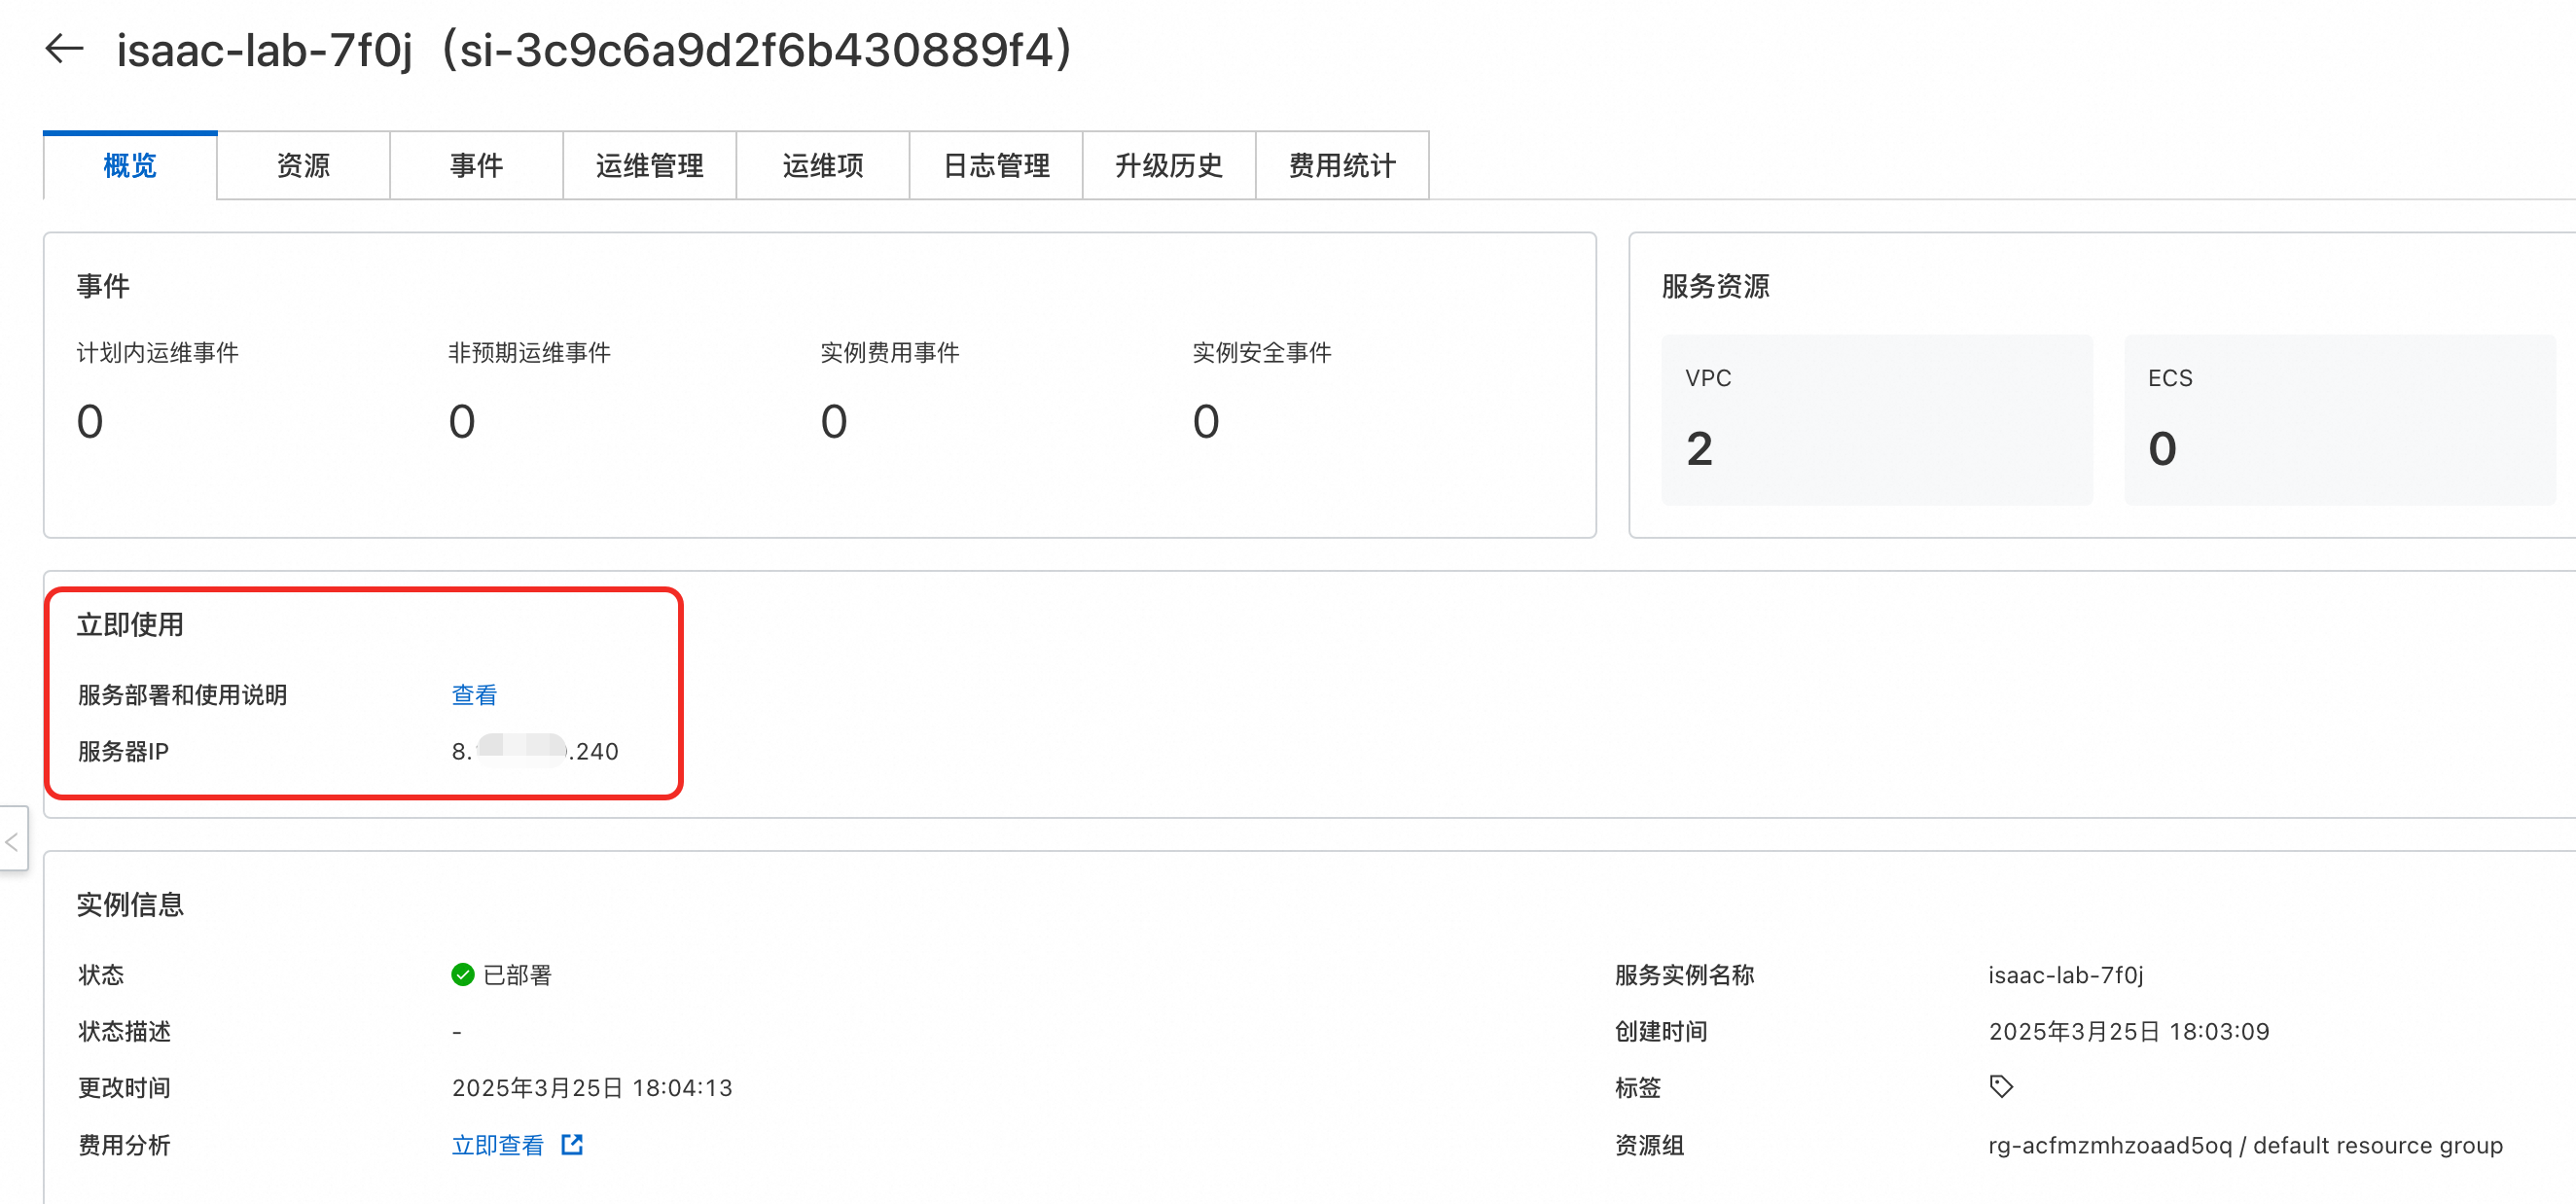 isaac-lab-7f0j（si-3c9c6a9d2f6b430889f4）
概览 资源 事件 运维管理 运维项 日志管理 升级历史 费用统计
事件
计划内运维事件 非预期运维事件 实例费用事件 实例安全事件
0 0 0 0
服务资源
VPC ECS
2 0
立即使用
服务部署和使用说明 查看
服务器IP 8. .240
实例信息
状态 已部署 服务实例名称 isaac-lab-7f0j
状态描述 - 创建时间 2025年3月25日 18:03:09
更改时间 2025年3月25日 18:04:13 标签
费用分析 立即查看 资源组 rg-acfmzmhzoaad5oq / default resource group